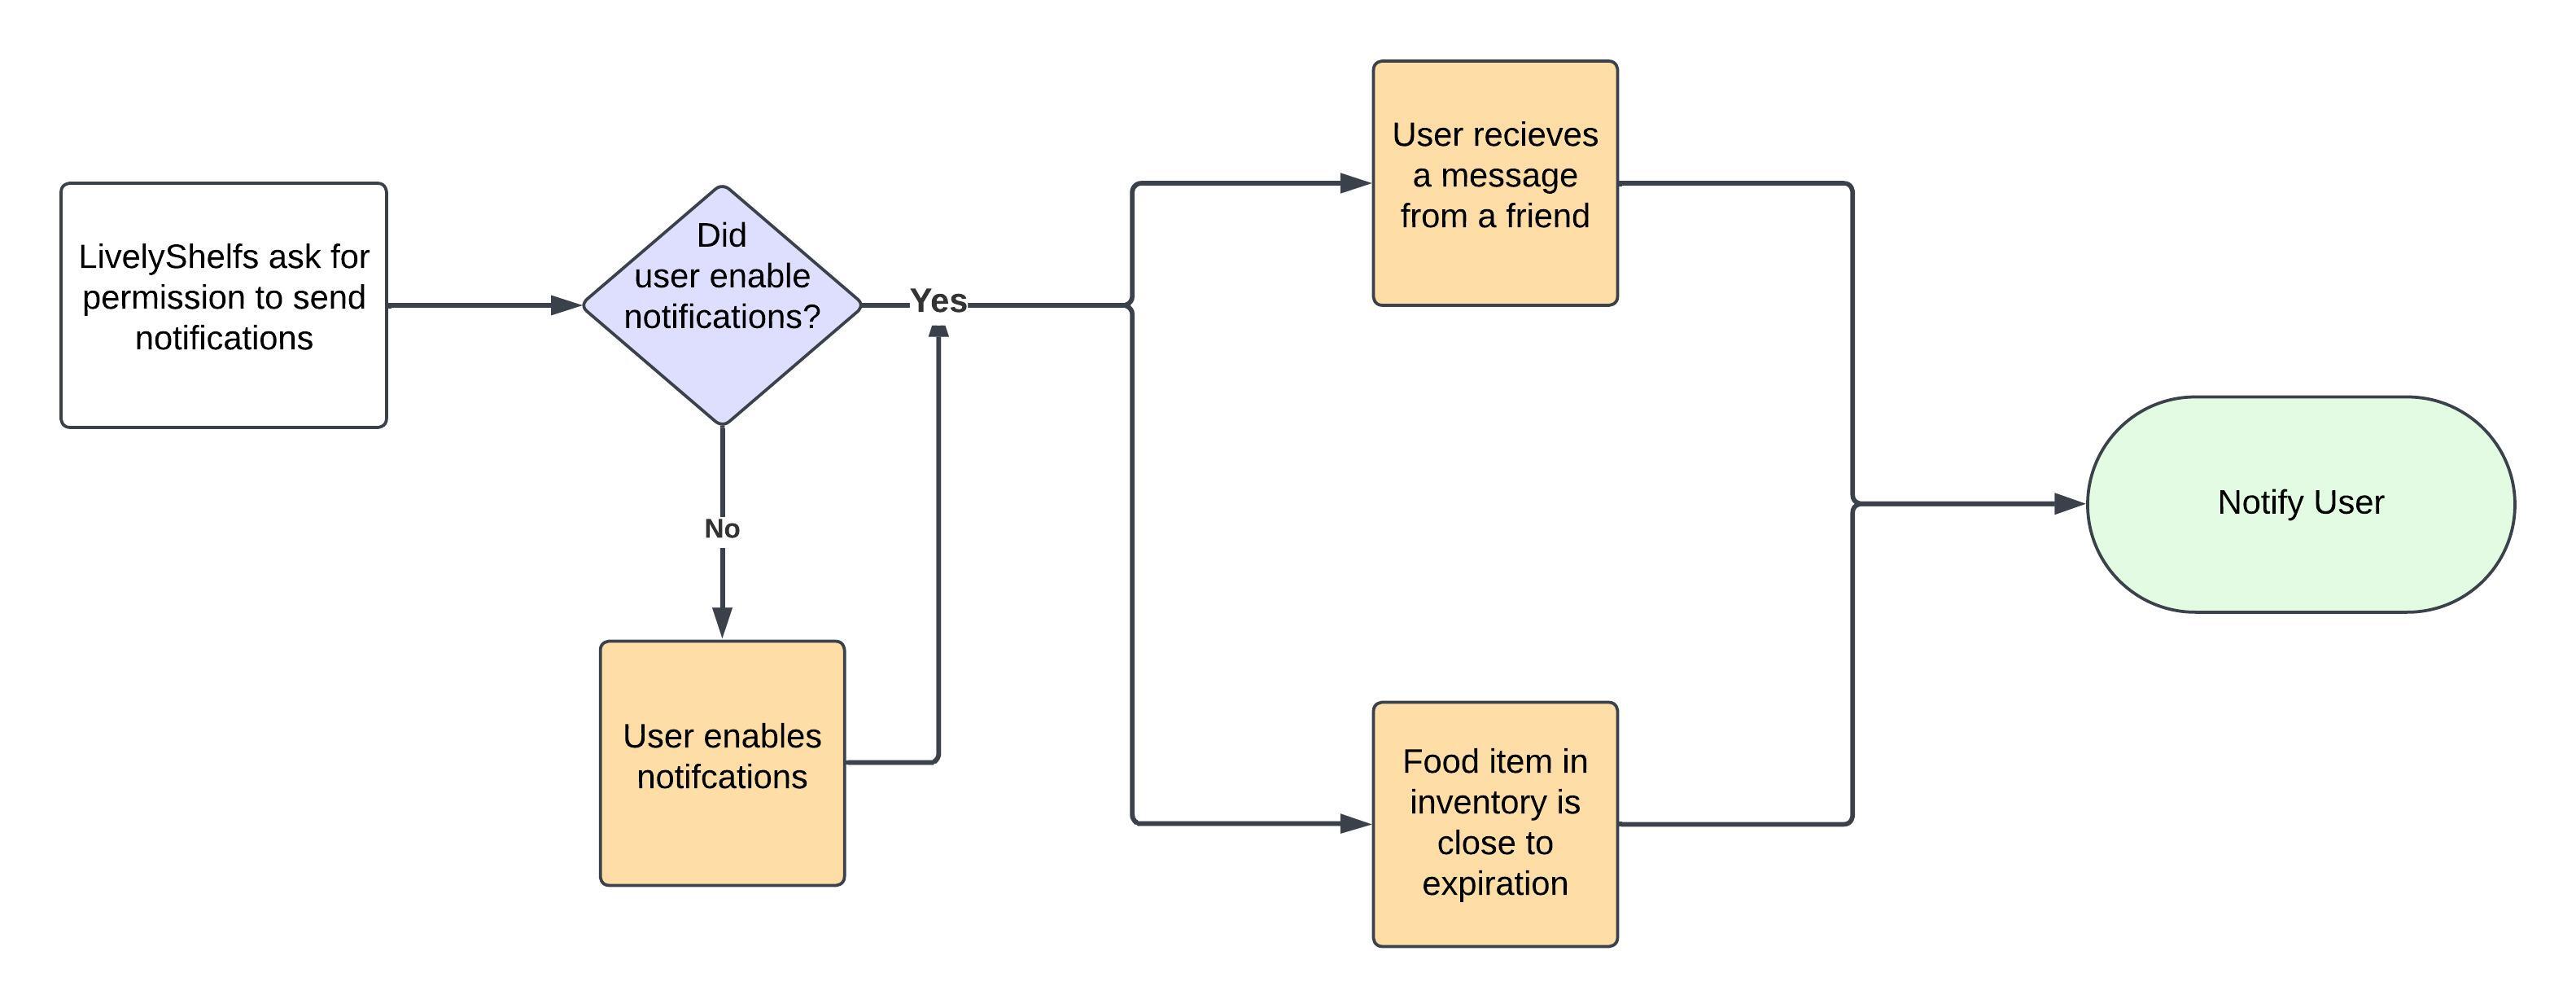 LivelyShelfs ask for
permission to send
notifications
Did
user enable
notifications?
Yes
No
User enables
notifcations
User recieves
a message
from a friend
Food item in
inventory is
close to
expiration
Notify User